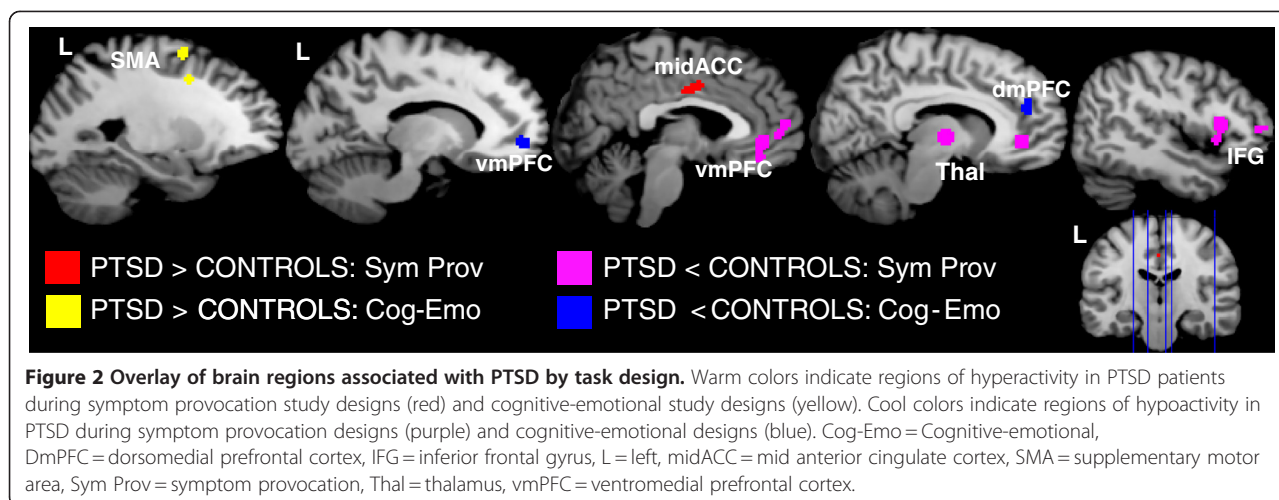 L
SMA
L
vmPFC
midACC
vmPFC
dmPFC
Thal
IFG
L
PTSD > CONTROLS: Sym Prov
PTSD < CONTROLS: Sym Prov
PTSD > CONTROLS: Cog-Emo
PTSD < CONTROLS: Cog-Emo
Figure 2 Overlay of brain regions associated with PTSD by task design. Warm colors indicate regions of hyperactivity in PTSD patients
during symptom provocation study designs (red) and cognitive-emotional study designs (yellow). Cool colors indicate regions of hypoactivity in
PTSD during symptom provocation designs (purple) and cognitive-emotional designs (blue). Cog-Emo = Cognitive-emotional,
DmPFC = dorsomedial prefrontal cortex, IFG = inferior frontal gyrus, L = left, midACC = mid anterior cingulate cortex, SMA = supplementary motor
area, Sym Prov = symptom provocation, Thal = thalamus, vmPFC = ventromedial prefrontal cortex.